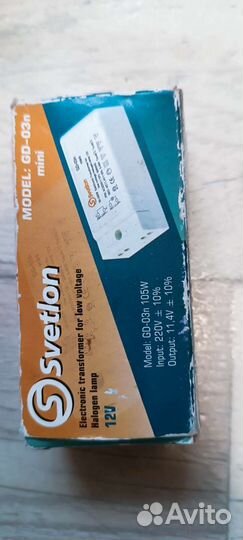 MODEL: GD-03n
mini
Svetlon
Svetlon
Electronic transformer for low voltage
Halogen lamp
12V
Model: GD-03n 105W
Input: 220V ± 10%
Output: 11,4V ± 10%
Avito